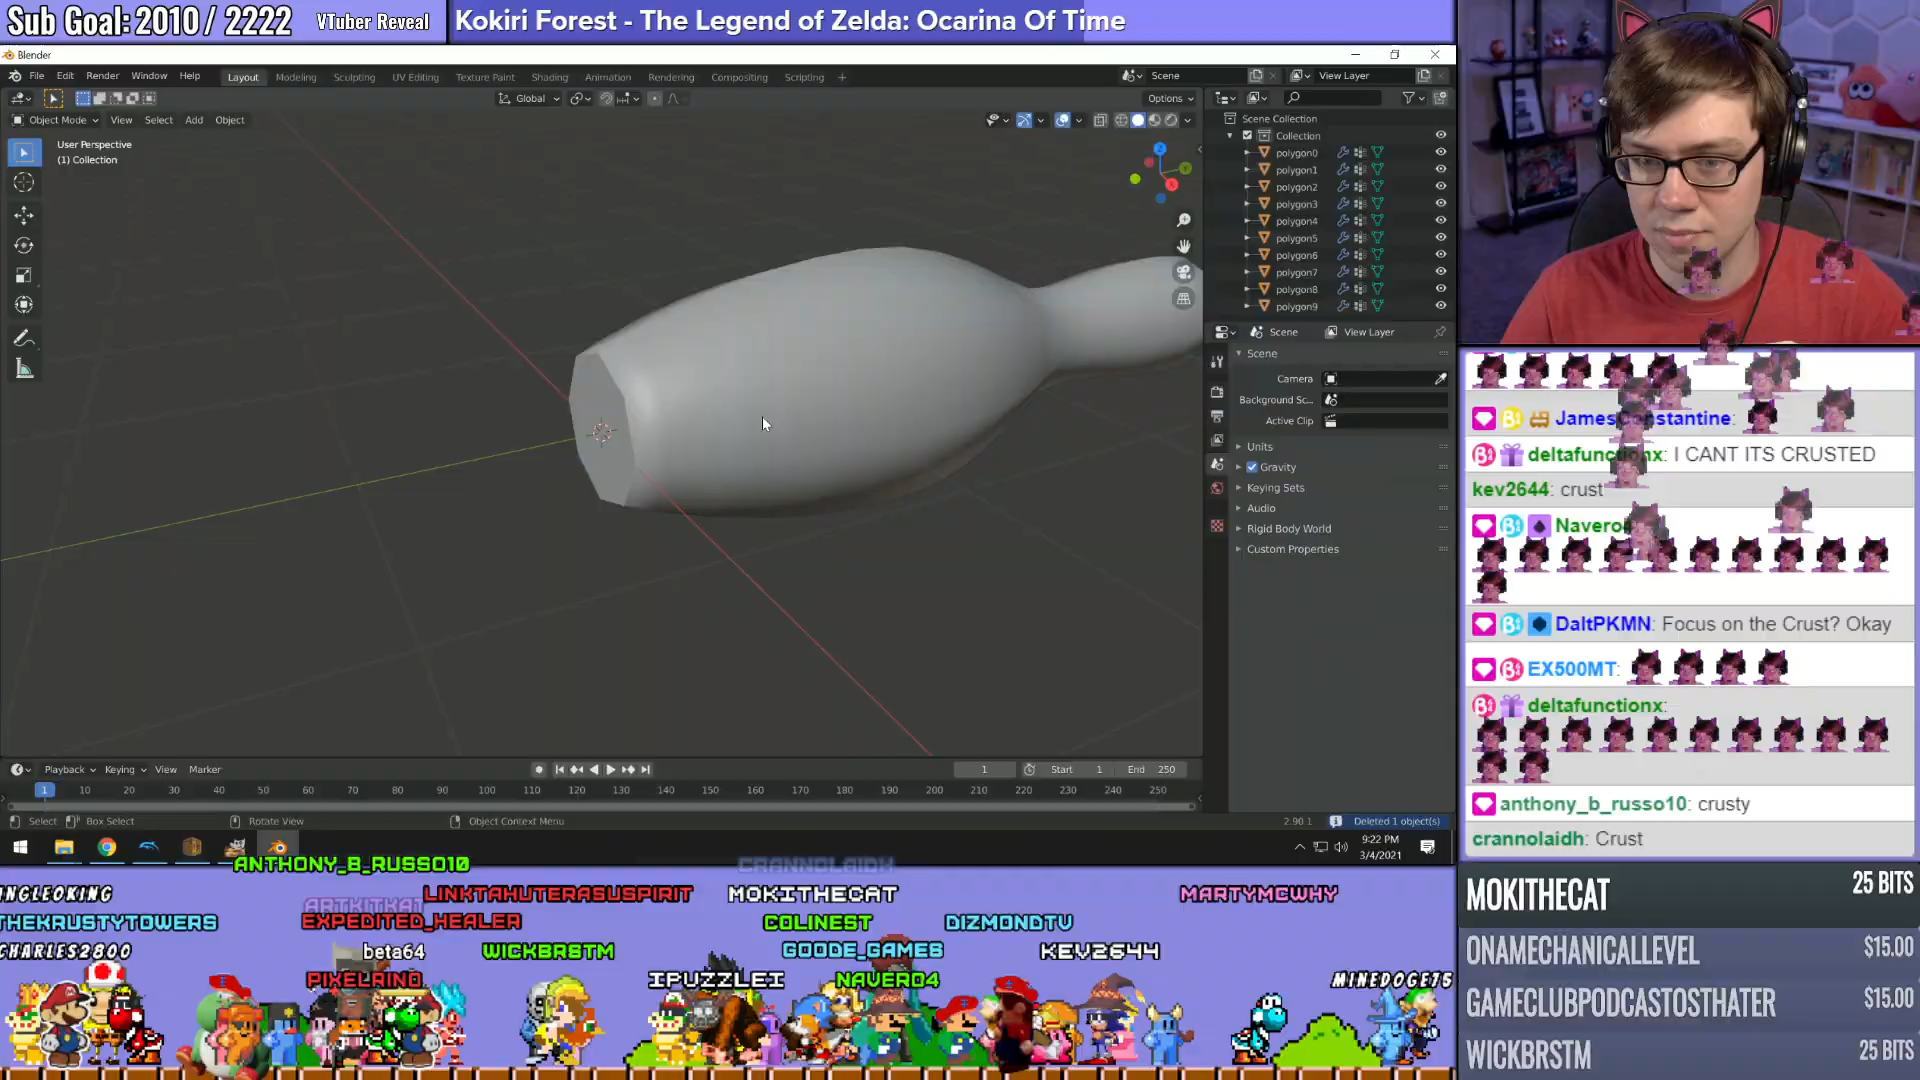 Sub Goal: 2010 / 2222 VTuber Reveal Kokiri Forest - The Legend of Zelda: Ocarina Of Time
Blender
File Edit Render Window Help Layout Modeling Sculpting UV Editing Texture Paint Shading Animation Rendering Compositing Scripting + Scene View Layer
Global Options
Object Mode View Select Add Object
User Perspective
(1) Collection
Z
Y
X
Scene Collection
Collection
polygon0
polygon1
polygon2
polygon3
polygon4
polygon5
polygon6
polygon7
polygon8
polygon9
Scene View Layer
Scene
Camera
Background Sc...
Active Clip
Units
Gravity
Keying Sets
Audio
Rigid Body World
Custom Properties
Playback Keying View Marker 1 Start 1 End 250
1 10 20 30 40 50 60 70 80 90 100 110 120 130 140 150 160 170 180 190 200 210 220 230 240 250
Select Box Select Rotate View Object Context Menu 2.90.1 Deleted 1 object(s)
9:22 PM
3/4/2021
deltafunctionx: I CANT ITS CRUSTED
kev2644: crust
Navero4
DaltPKMN: Focus on the Crust? Okay
EX500MT:
deltafunctionx:
anthony_b_russo10: crusty
crannolaidh: Crust
ANTHONY_B_RUSSO10 CRANNOLAIDH
NGLEOKING ARTKITKAT LINKTAHUTERASUSPIRIT MOKITHECAT MARTYMCWHY
THEKRUSTYTOWERS EXPEDITED_HEALER COLINEST DIZMONDTV
CHARLES2800 beta64 WICKBRSTM GOODE_GAMEB KEV2644
PIXELRINO IPUZZLEI NAVERO4 MINEDOGE75
MOKITHECAT 25 BITS
ONAMECHANICALLEVEL $15.00
GAMECLUBPODCASTOSTHATER $15.00
WICKBRSTM 25 BITS